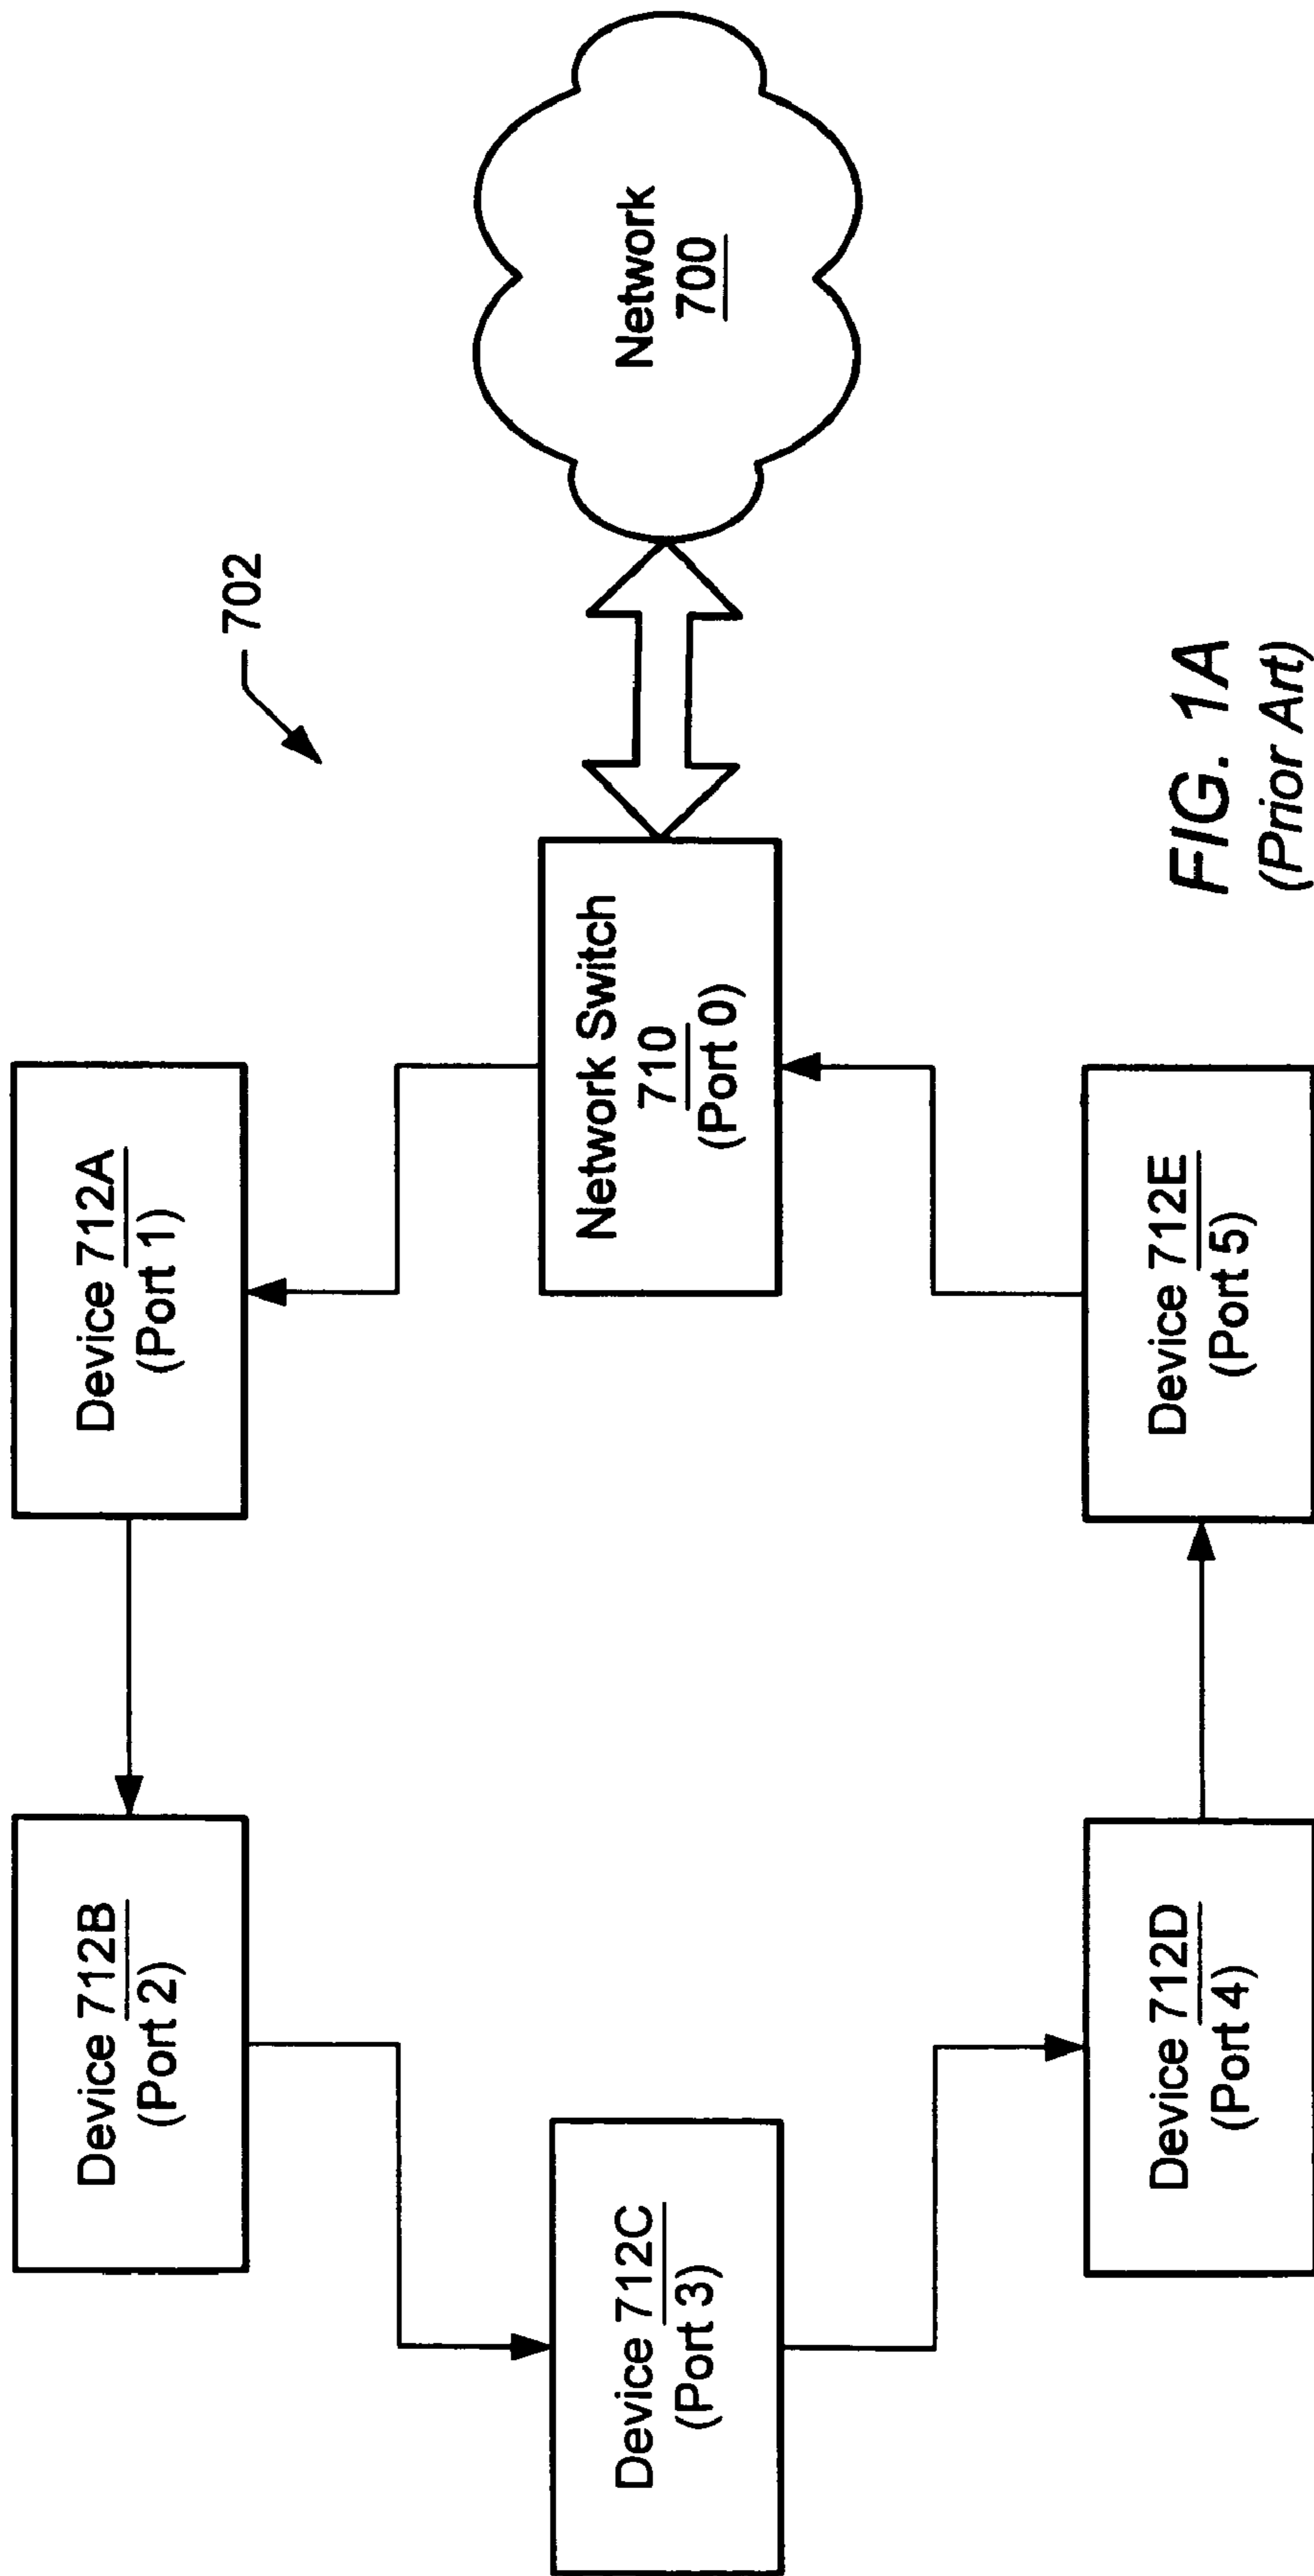 Device 712B
(Port 2)
Device 712A
(Port 1)
702
Device 712C
(Port 3)
Network Switch
710
(Port 0)
Network
700
Device 712D
(Port 4)
Device 712E
(Port 5)
FIG. 1A
(Prior Art)